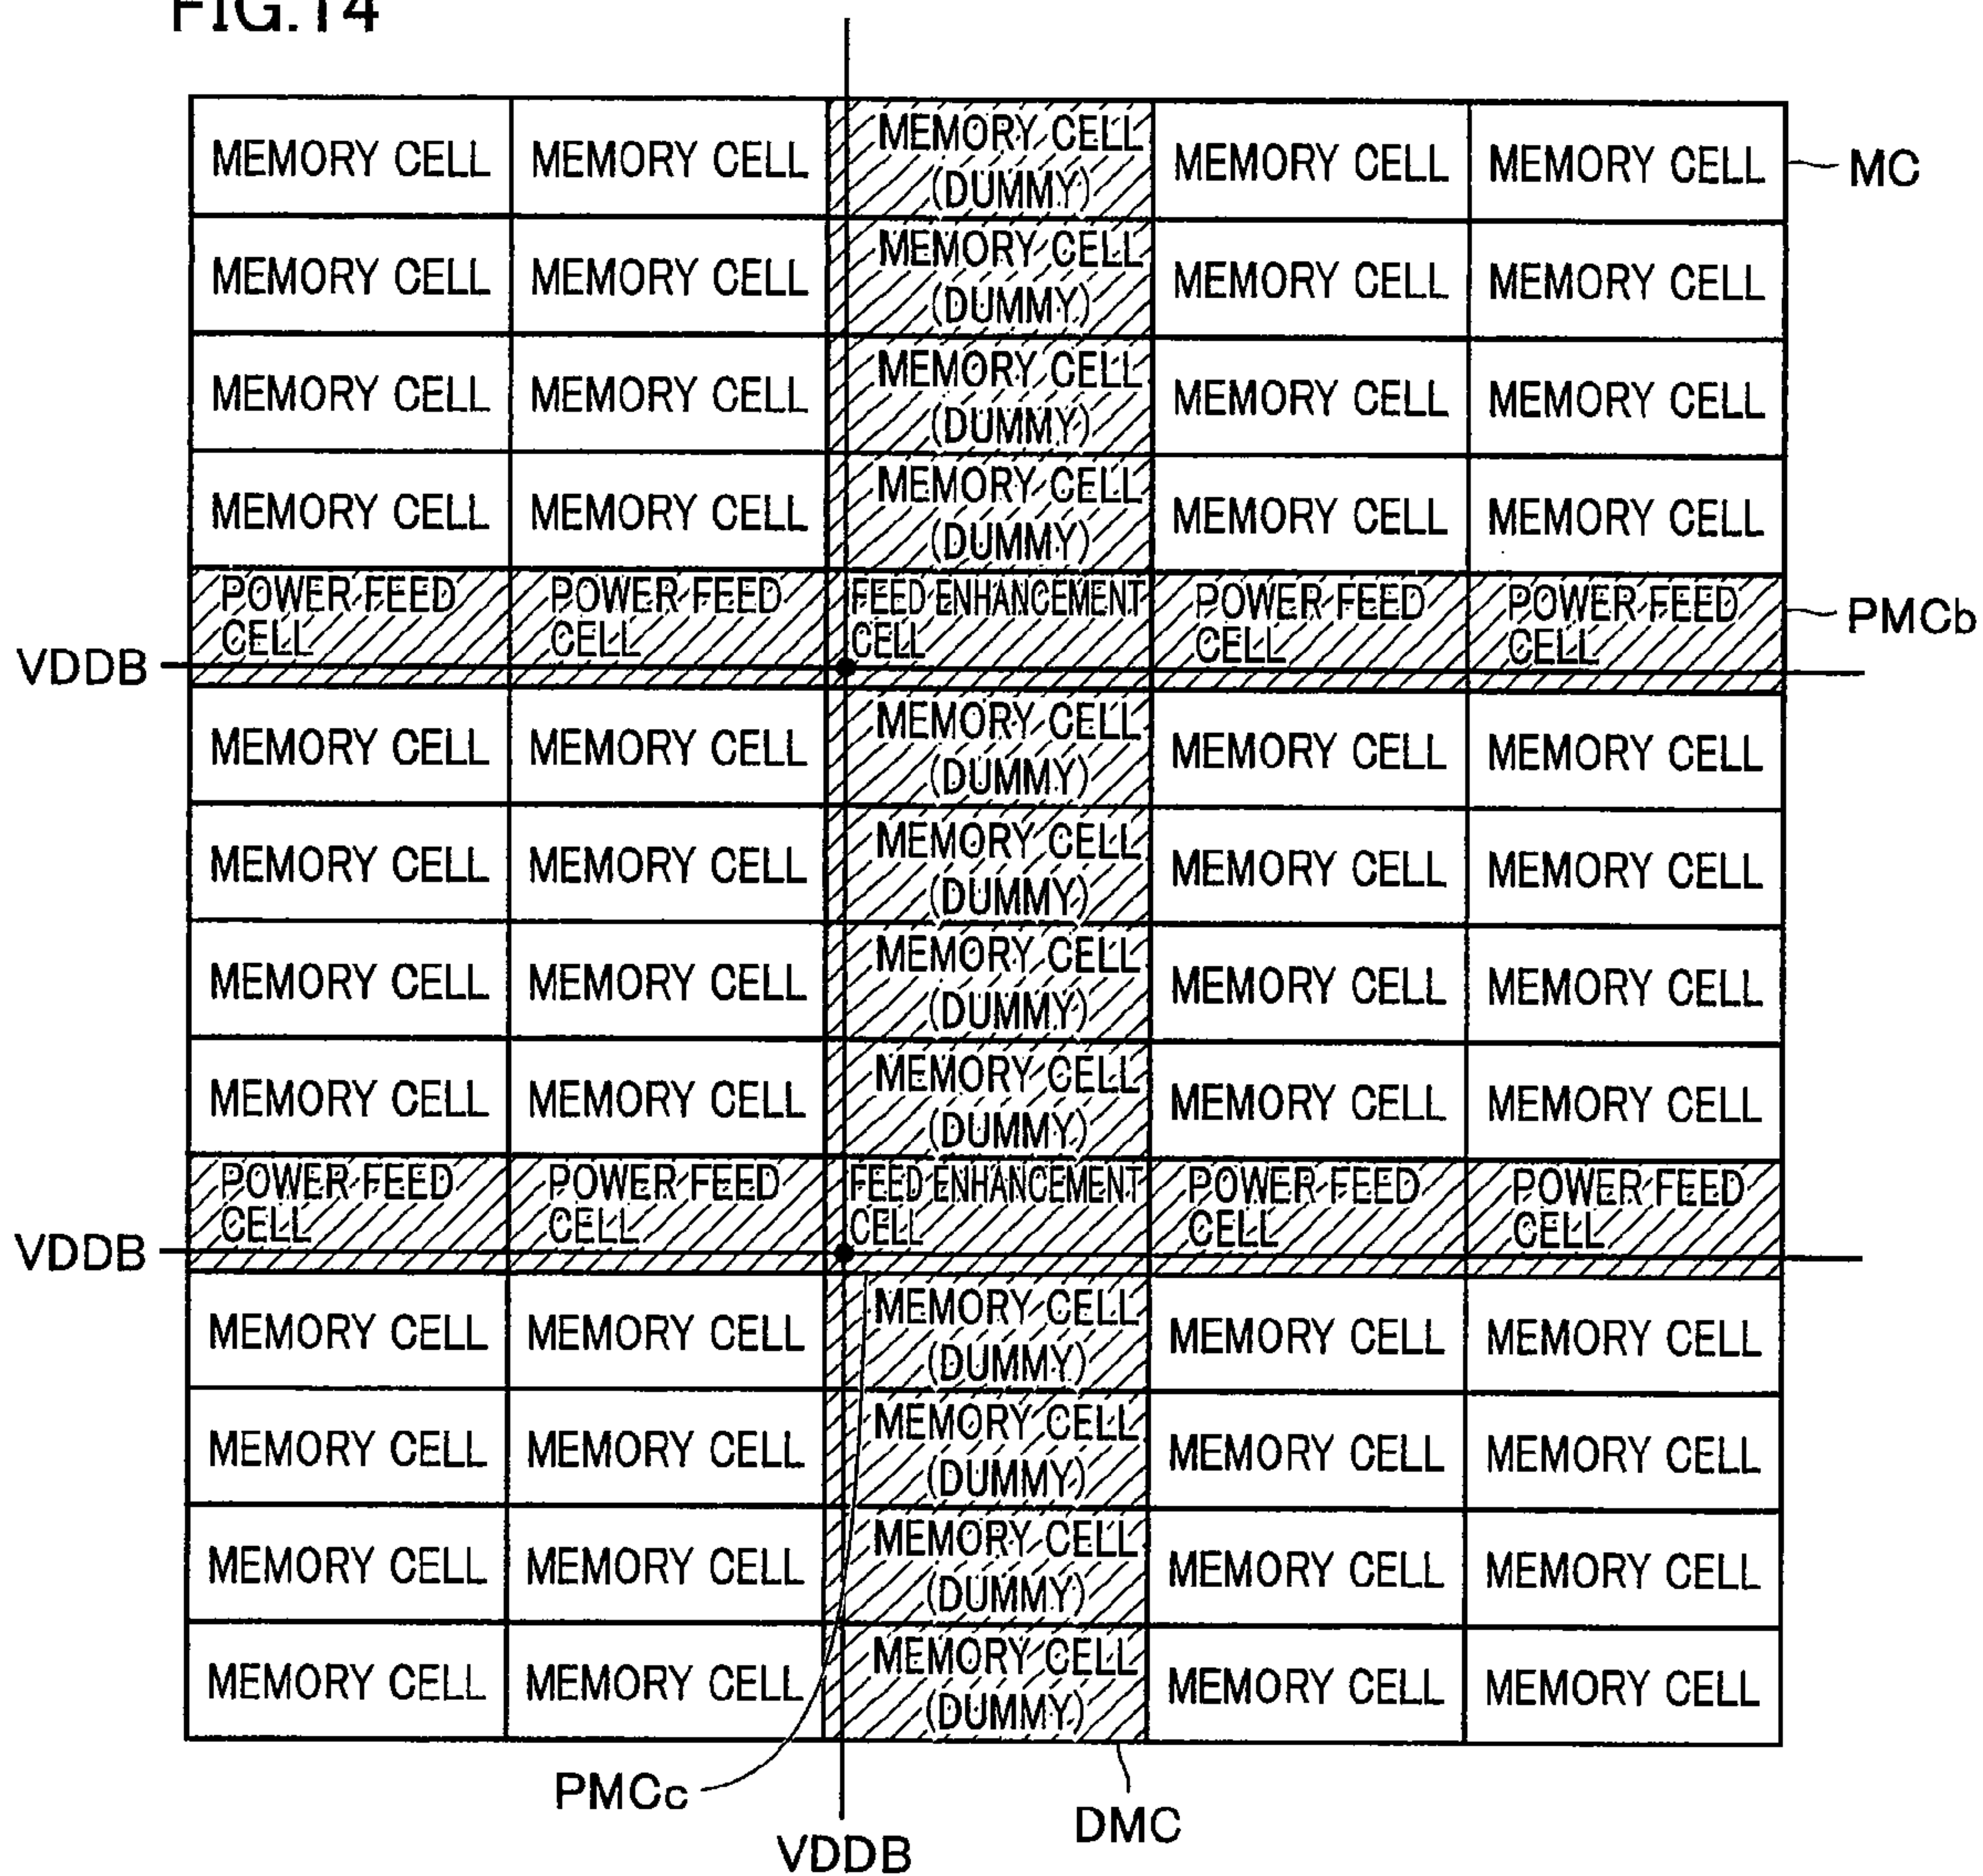 FIG.14
MEMORY CELL MEMORY CELL MEMORY CELL (DUMMY) MEMORY CELL MEMORY CELL MC
MEMORY CELL MEMORY CELL MEMORY CELL (DUMMY) MEMORY CELL MEMORY CELL
MEMORY CELL MEMORY CELL MEMORY CELL (DUMMY) MEMORY CELL MEMORY CELL
MEMORY CELL MEMORY CELL MEMORY CELL (DUMMY) MEMORY CELL MEMORY CELL
POWER FEED CELL POWER FEED CELL FEED ENHANCEMENT CELL POWER FEED CELL POWER FEED CELL PMCb
VDDB
MEMORY CELL MEMORY CELL MEMORY CELL (DUMMY) MEMORY CELL MEMORY CELL
MEMORY CELL MEMORY CELL MEMORY CELL (DUMMY) MEMORY CELL MEMORY CELL
MEMORY CELL MEMORY CELL MEMORY CELL (DUMMY) MEMORY CELL MEMORY CELL
MEMORY CELL MEMORY CELL MEMORY CELL (DUMMY) MEMORY CELL MEMORY CELL
POWER FEED CELL POWER FEED CELL FEED ENHANCEMENT CELL POWER FEED CELL POWER FEED CELL
VDDB
MEMORY CELL MEMORY CELL MEMORY CELL (DUMMY) MEMORY CELL MEMORY CELL
MEMORY CELL MEMORY CELL MEMORY CELL (DUMMY) MEMORY CELL MEMORY CELL
MEMORY CELL MEMORY CELL MEMORY CELL (DUMMY) MEMORY CELL MEMORY CELL
MEMORY CELL MEMORY CELL MEMORY CELL (DUMMY) MEMORY CELL MEMORY CELL
PMCc
DMC
VDDB